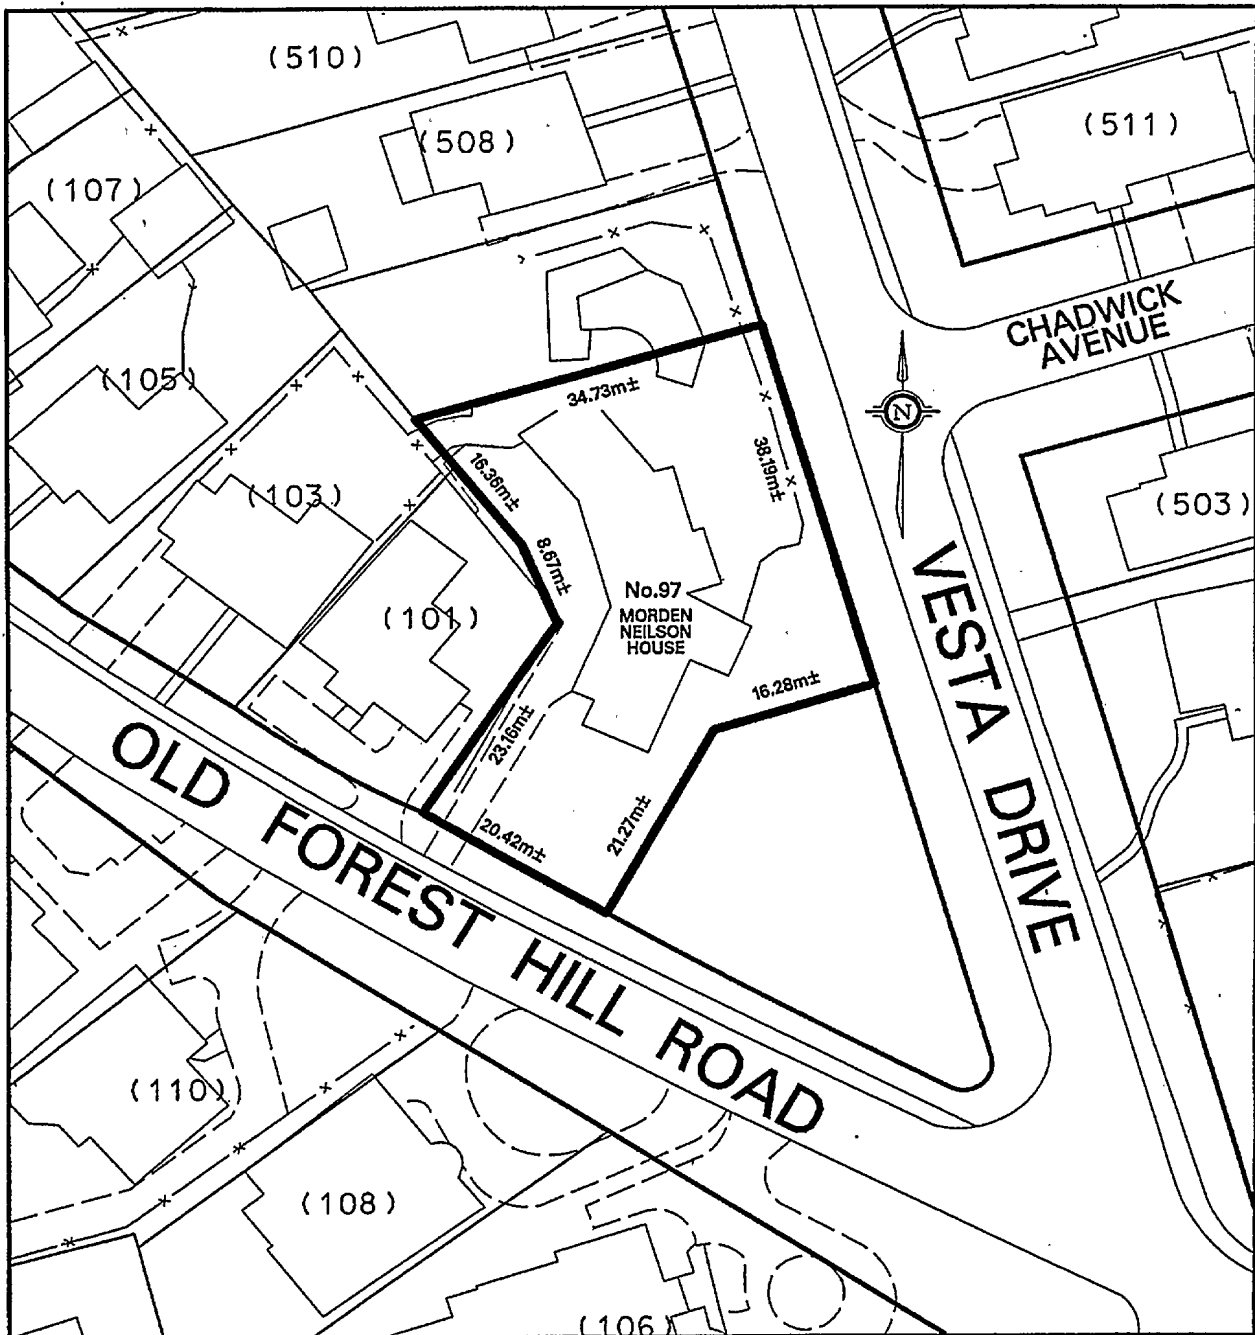 (510)
(508)
(511)
(107)
CHADWICK
AVENUE
(105)
34.73m±
N
16.36m±
38.19m±
(103)
(503)
8.67m±
No.97
MORDEN
NEILSON
HOUSE
(101)
VESTA DRIVE
16.28m±
23.16m±
OLD FOREST HILL ROAD
20.42m±
21.27m±
(110)
(108)
(106)